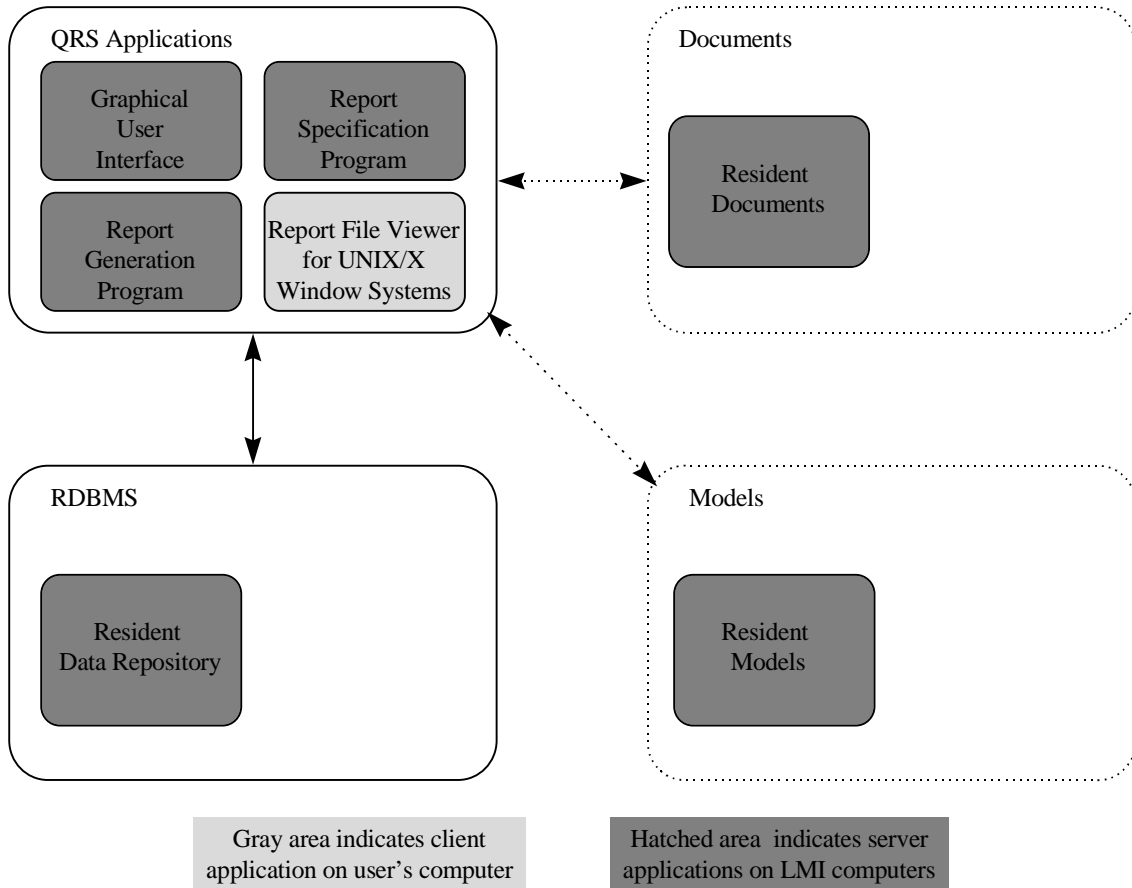 QRS Applications
Graphical
User
Interface
Report
Specification
Program
Report
Generation
Program
Report File Viewer
for UNIX/X
Window Systems
Documents
Resident
Documents
RDBMS
Resident
Data Repository
Models
Resident
Models
Gray area indicates client
application on user’s computer
Hatched area indicates server
applications on LMI computers